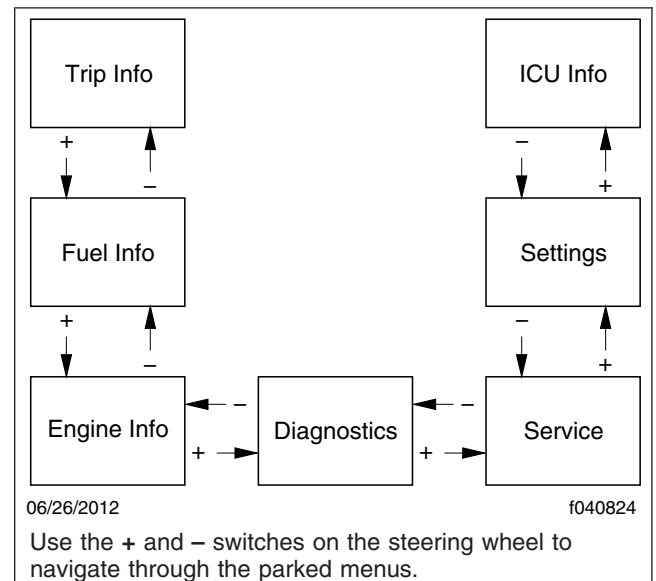 Trip Info
ICU Info
+
–
–
+
Fuel Info
Settings
+
–
–
+
Engine Info
–
+
Diagnostics
–
+
Service
06/26/2012
f040824
Use the + and – switches on the steering wheel to
navigate through the parked menus.